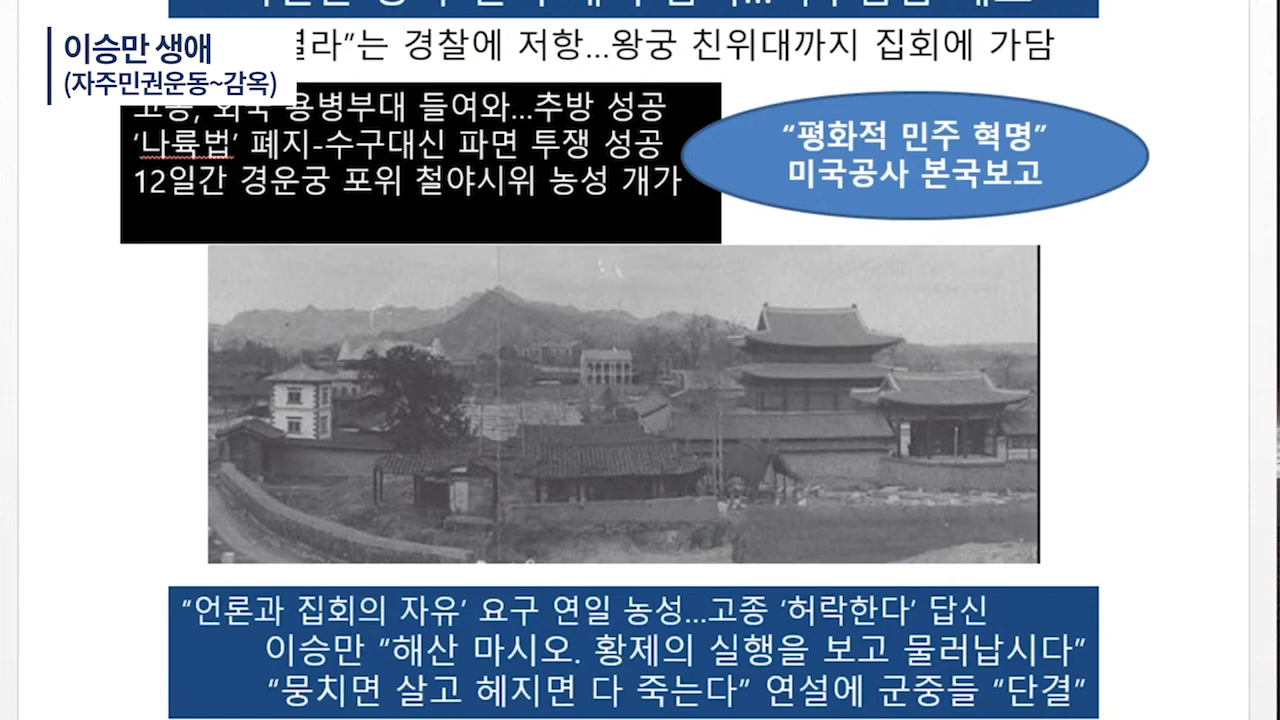 이승만 생애
(자주민권운동~감옥)
라”는 경찰에 저항...왕궁 친위대까지 집회에 가담
고종, 외국 용병부대 들여와...추방 성공
‘나륙법’ 폐지-수구대신 파면 투쟁 성공
12일간 경운궁 포위 철야시위 농성 개가
“평화적 민주 혁명”
미국공사 본국보고
“언론과 집회의 자유’ 요구 연일 농성...고종 ‘허락한다’ 답신
이승만 “해산 마시오. 황제의 실행을 보고 물러납시다”
“뭉치면 살고 헤지면 다 죽는다” 연설에 군중들 “단결”